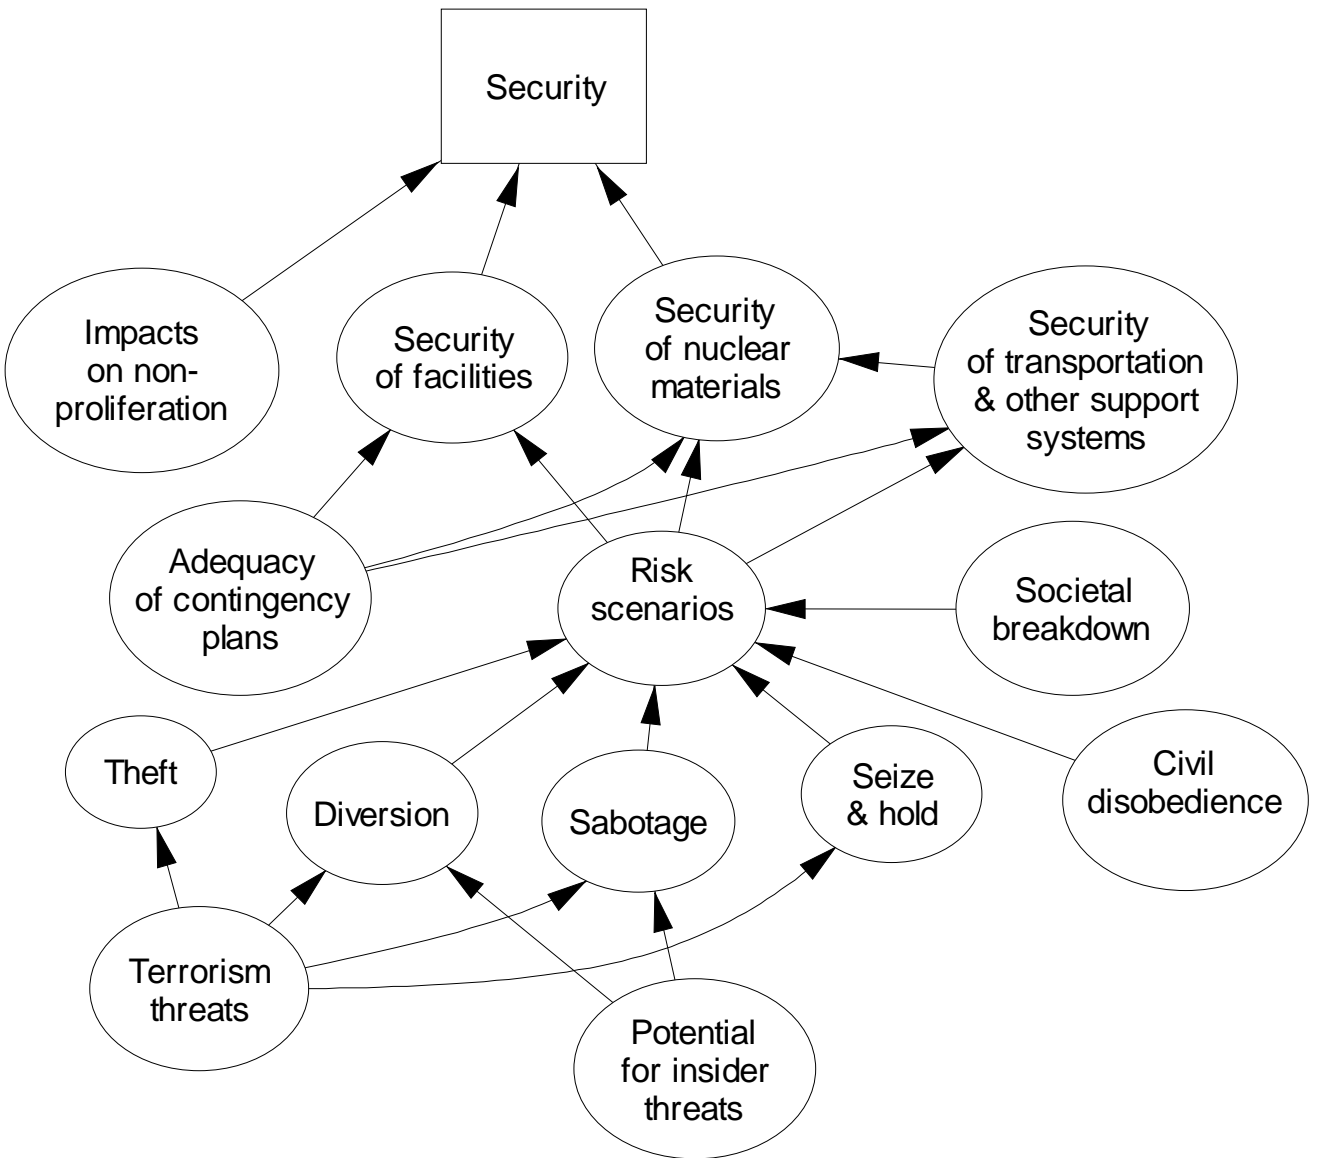 Security
Impacts
on non-
proliferation
Security
of facilities
Security
of nuclear
materials
Security
of transportation
& other support
systems
Adequacy
of contingency
plans
Risk
scenarios
Societal
breakdown
Theft
Diversion
Sabotage
Seize
& hold
Civil
disobedience
Terrorism
threats
Potential
for insider
threats